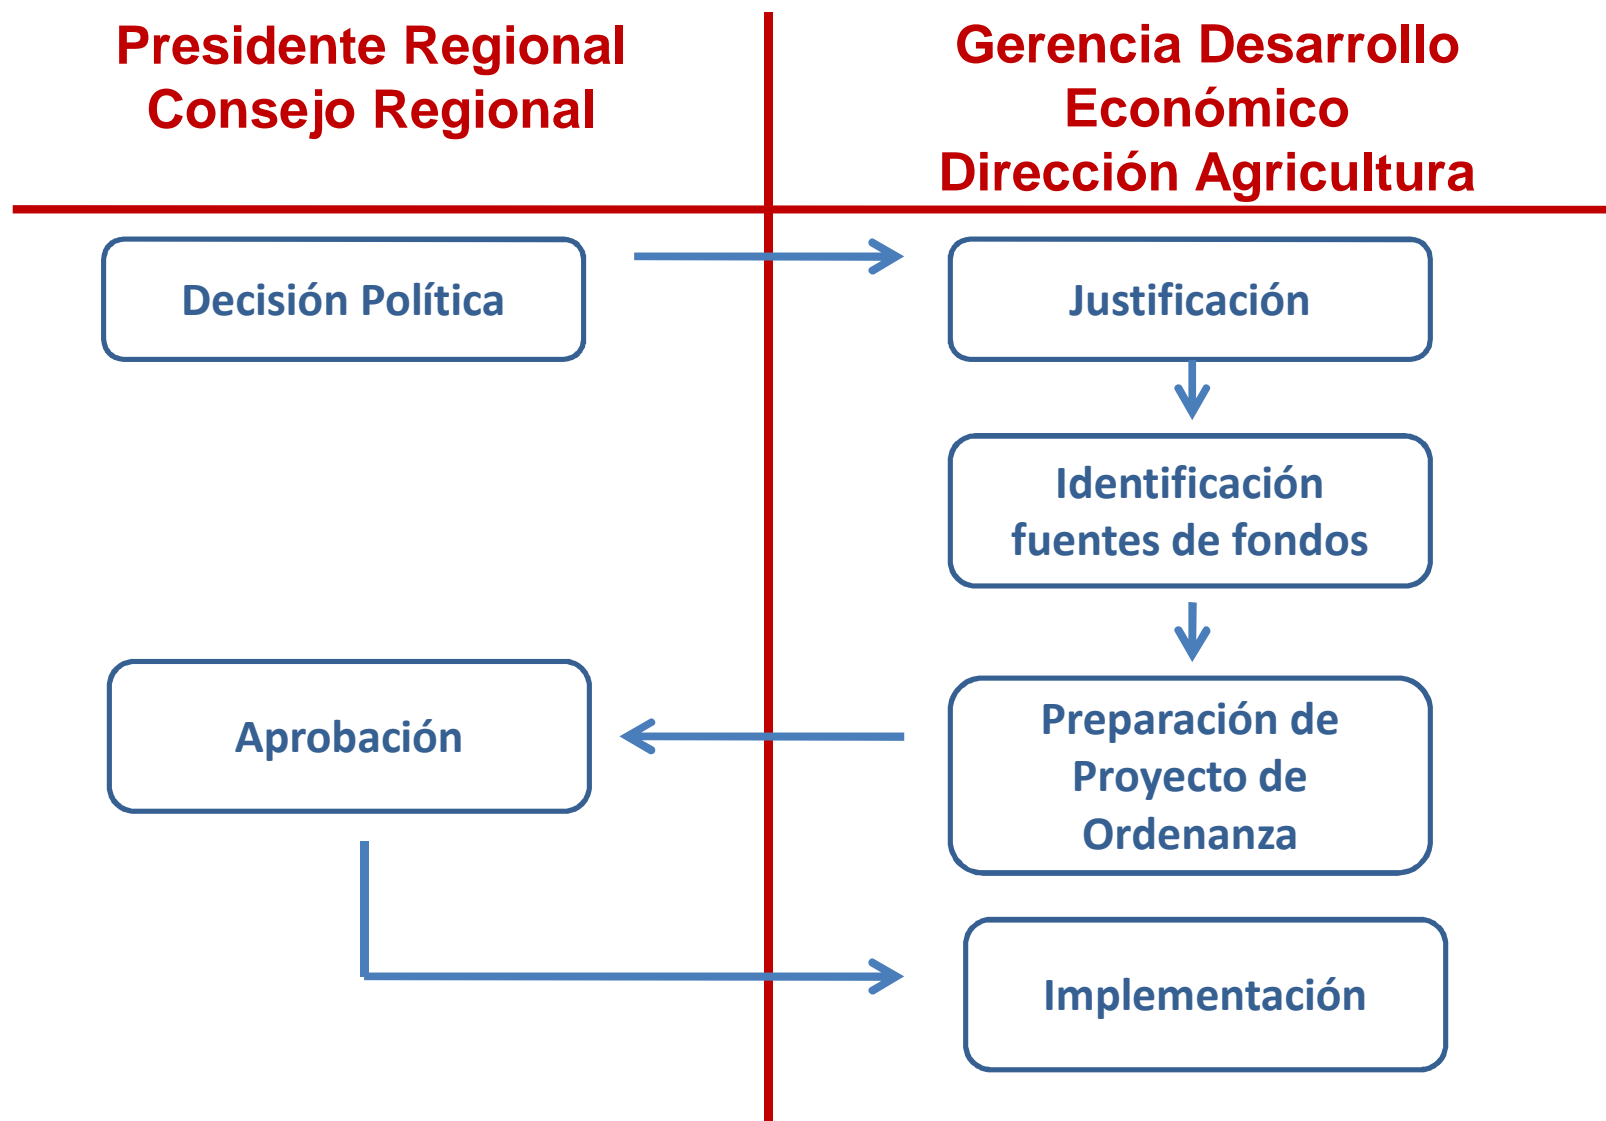 Presidente Regional
Consejo Regional
Gerencia Desarrollo
Económico
Dirección Agricultura
Decisión Política
Justificación
Identificación
fuentes de fondos
Aprobación
Preparación de
Proyecto de
Ordenanza
Implementación